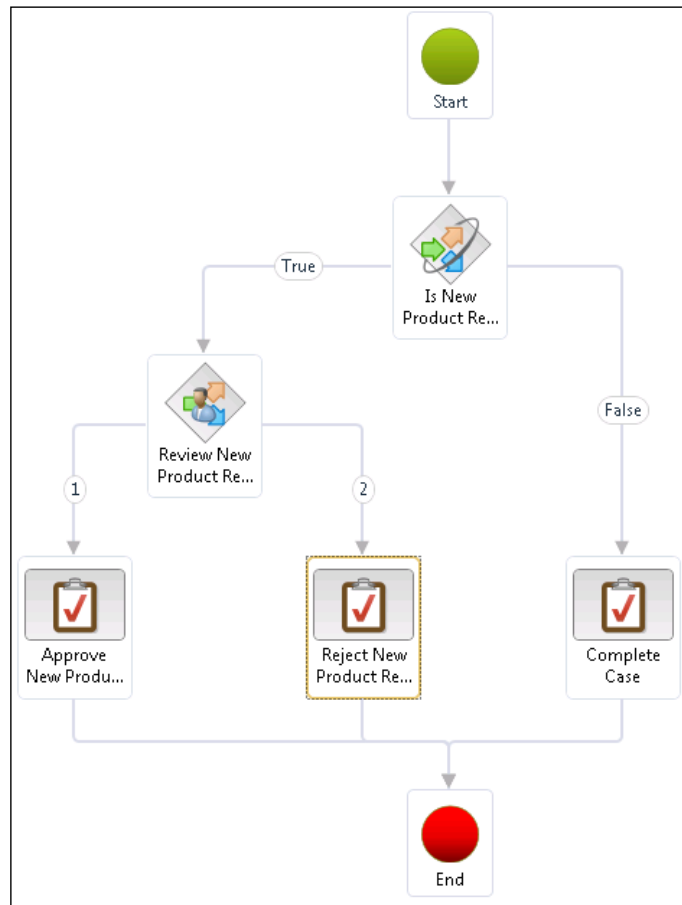 Start
Is New
Product Re...
True
False
Review New
Product Re...
1
2
Approve
New Produ...
Reject New
Product Re...
Complete
Case
End